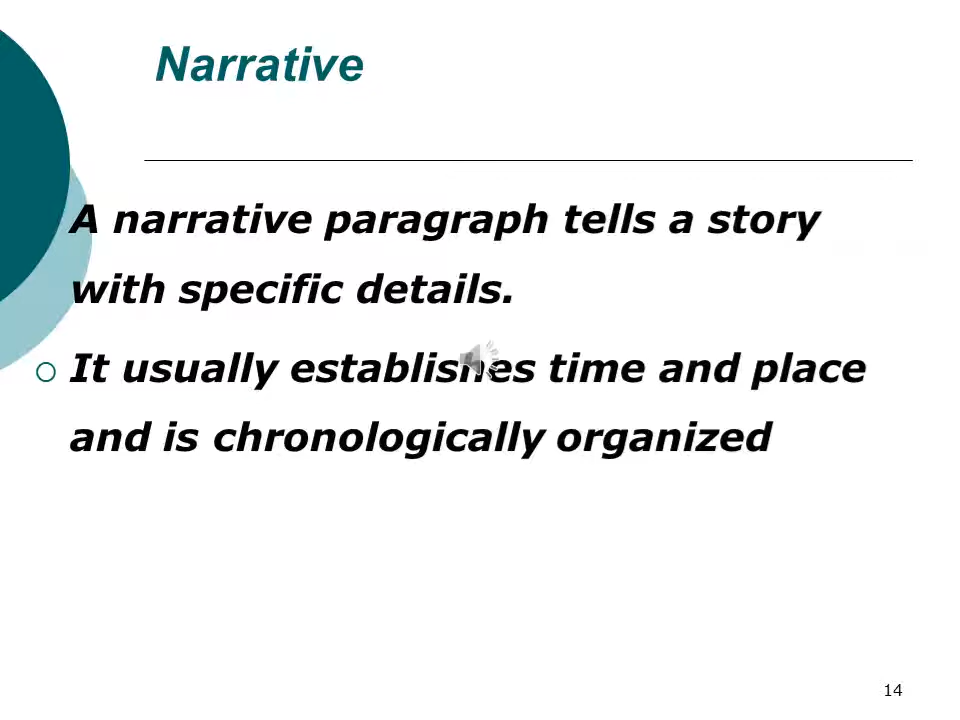 Narrative
A narrative paragraph tells a story
with specific details.
It usually establishes time and place
and is chronologically organized
14